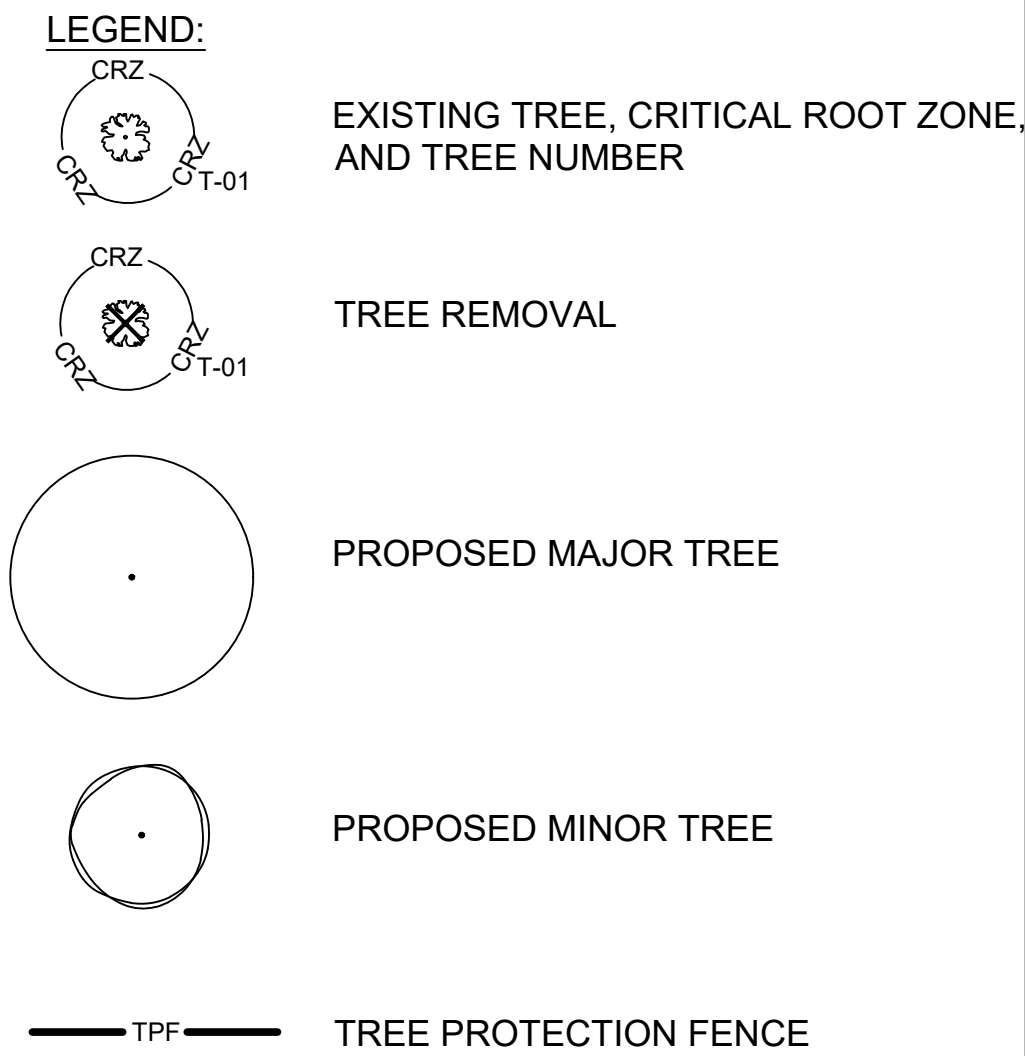 LEGEND:
CRZ
CRZ
CRZ
T-01
EXISTING TREE, CRITICAL ROOT ZONE,
AND TREE NUMBER
CRZ
CRZ
CRZ
T-01
TREE REMOVAL
PROPOSED MAJOR TREE
PROPOSED MINOR TREE
TPF
TREE PROTECTION FENCE